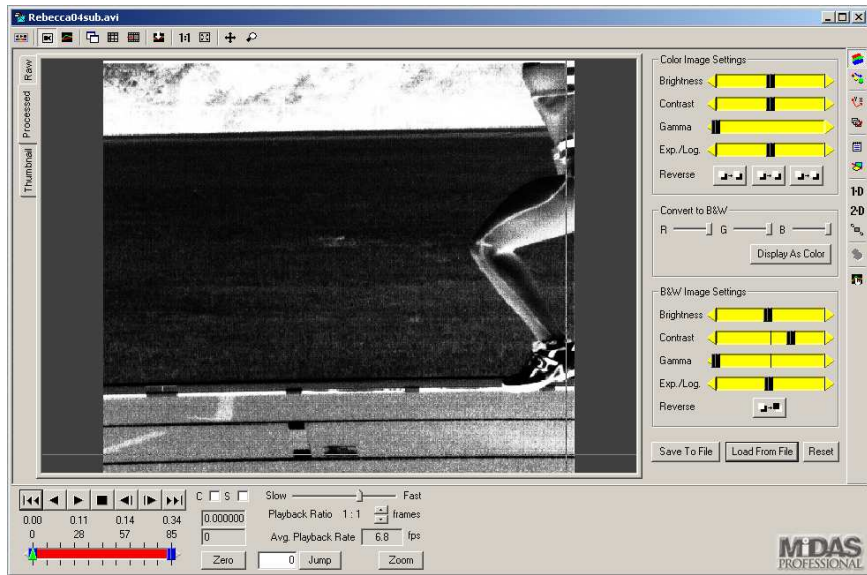 Rebecca04sub.avi
1:1
Raw
Processed
Thumbnail
Color Image Settings
Brightness
Contrast
Gamma
Exp./Log.
Reverse
Convert to B&W
R G B
Display As Color
B&W Image Settings
Brightness
Contrast
Gamma
Exp./Log.
Reverse
Save To File Load From File Reset
1-D
2-D
C S Slow Fast
0.00 0.11 0.14 0.34
0 28 57 85
0.000000
Playback Ratio 1 : 1 frames
0
Avg. Playback Rate 6.8 fps
Zero 0 Jump Zoom
MiDAS
PROFESSIONAL